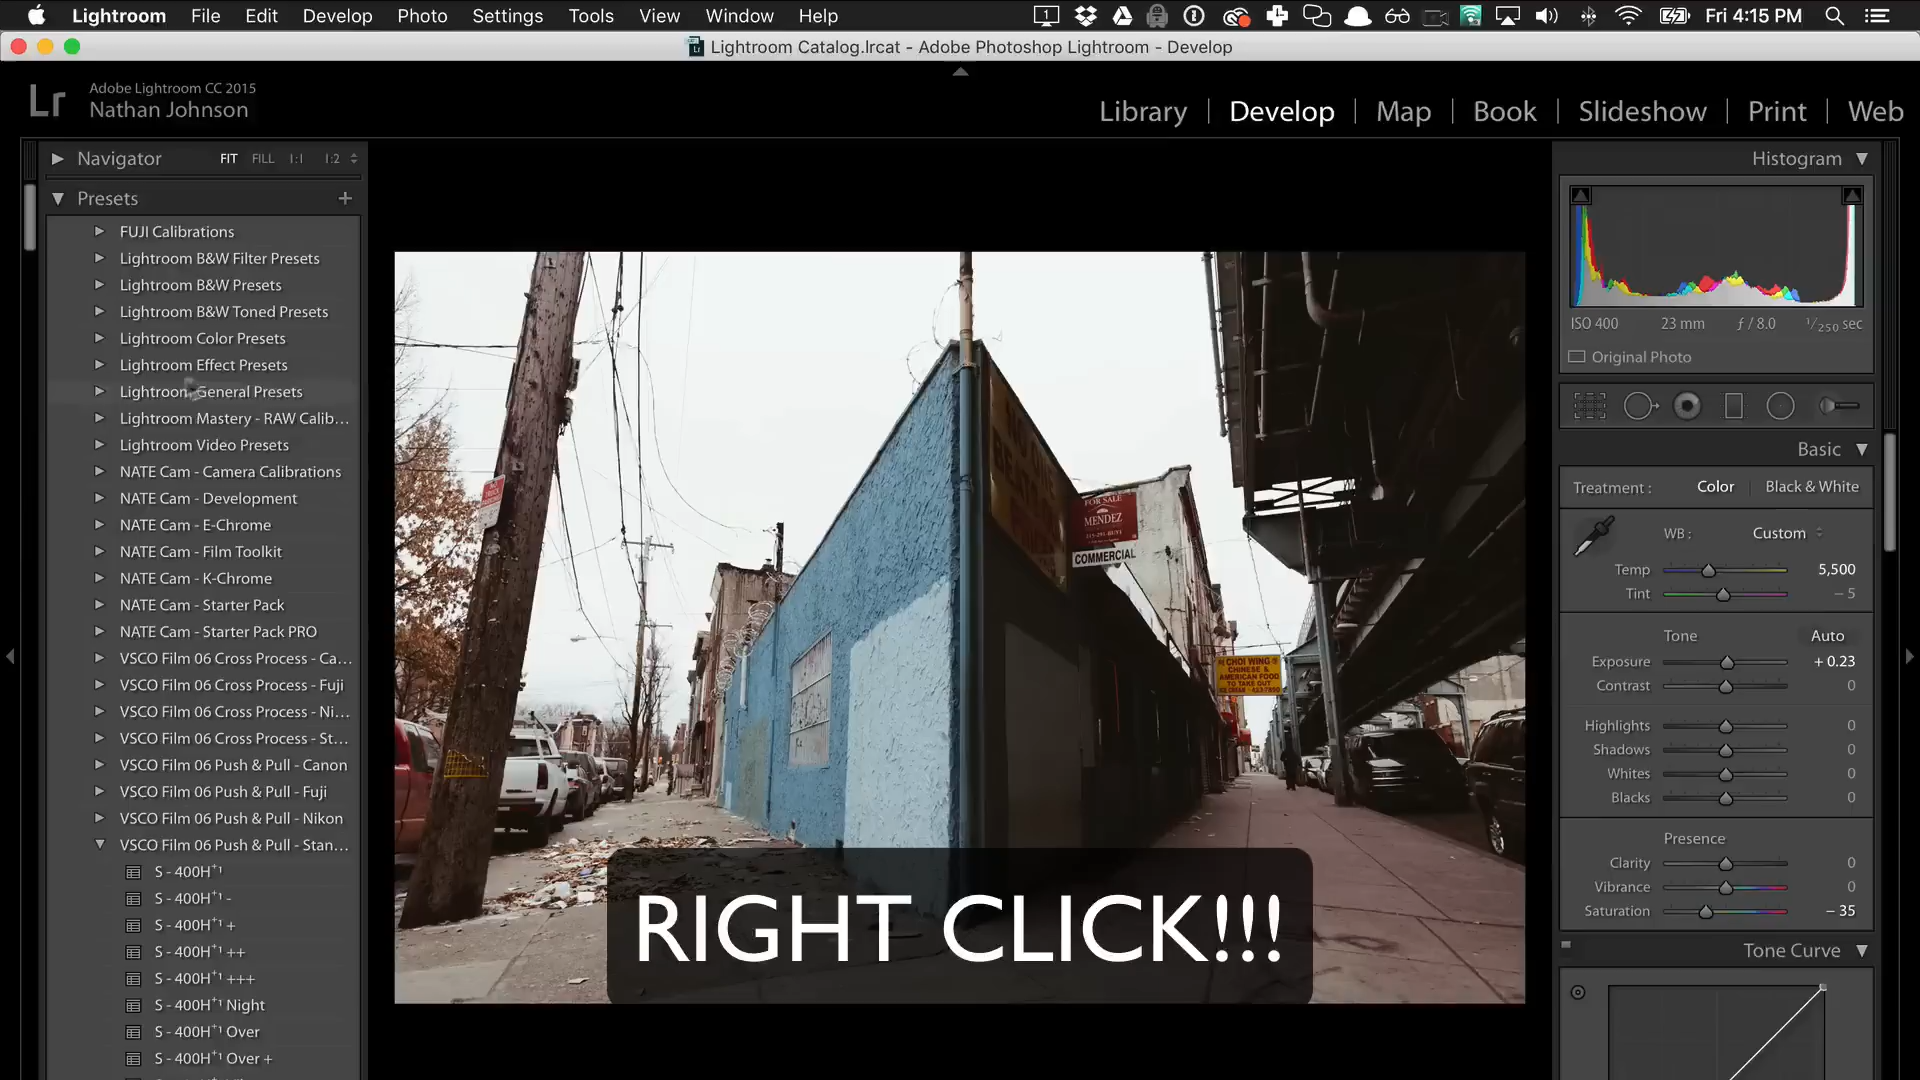 Lightroom File Edit Develop Photo Settings Tools View Window Help Fri 4:15 PM
Lightroom Catalog.lrcat - Adobe Photoshop Lightroom - Develop
Lr
Adobe Lightroom CC 2015
Nathan Johnson
Library | Develop | Map | Book | Slideshow | Print | Web
Navigator FIT FILL 1:1 1:2
Presets +
FUJI Calibrations
Lightroom B&W Filter Presets
Lightroom B&W Presets
Lightroom B&W Toned Presets
Lightroom Color Presets
Lightroom Effect Presets
Lightroom General Presets
Lightroom Mastery - RAW Calib...
Lightroom Video Presets
NATE Cam - Camera Calibrations
NATE Cam - Development
NATE Cam - E-Chrome
NATE Cam - Film Toolkit
NATE Cam - K-Chrome
NATE Cam - Starter Pack
NATE Cam - Starter Pack PRO
VSCO Film 06 Cross Process - Ca...
VSCO Film 06 Cross Process - Fuji
VSCO Film 06 Cross Process - Ni...
VSCO Film 06 Cross Process - St...
VSCO Film 06 Push & Pull - Canon
VSCO Film 06 Push & Pull - Fuji
VSCO Film 06 Push & Pull - Nikon
VSCO Film 06 Push & Pull - Stan...
S - 400H⁺¹
S - 400H⁺¹ -
S - 400H⁺¹ +
S - 400H⁺¹ ++
S - 400H⁺¹ +++
S - 400H⁺¹ Night
S - 400H⁺¹ Over
S - 400H⁺¹ Over +
FOR SALE
MENDEZ
COMMERCIAL
CHOI WING
CHINESE &
AMERICAN FOOD
TO TAKE OUT
RIGHT CLICK!!!
Histogram
ISO 400 23 mm ƒ / 8.0 1/250 sec
Original Photo
Basic
Treatment : Color | Black & White
WB : Custom
Temp 5,500
Tint - 5
Tone Auto
Exposure + 0.23
Contrast 0
Highlights 0
Shadows 0
Whites 0
Blacks 0
Presence
Clarity 0
Vibrance 0
Saturation - 35
Tone Curve